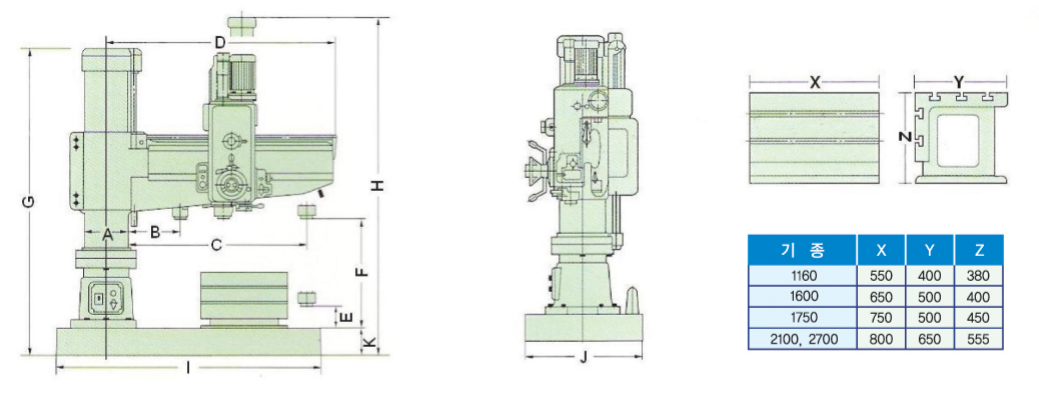 H
D
G
A
B
C
F
E
K
I
J
X
Y
Z
기 종 X Y Z
1160 550 400 380
1600 650 500 400
1750 750 500 450
2100, 2700 800 650 555